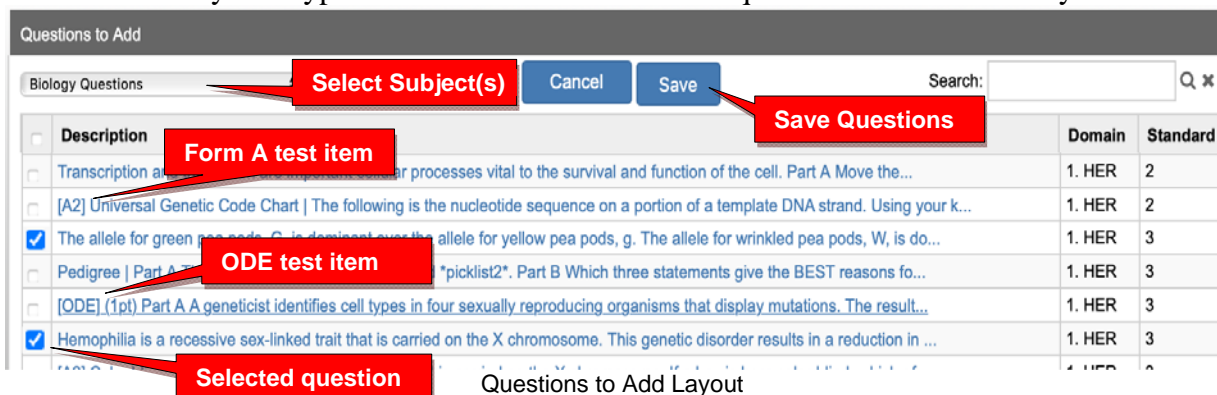 Questions to Add
Biology Questions
Select Subject(s)
Cancel
Save
Search:
Save Questions
Description
Domain
Standard
Form A test item
Transcription an are important cellular processes vital to the survival and function of the cell. Part A Move the...
1. HER
2
[A2] Universal Genetic Code Chart | The following is the nucleotide sequence on a portion of a template DNA strand. Using your k...
1. HER
2
The allele for green pea pods, G, is dominant over the allele for yellow pea pods, g. The allele for wrinkled pea pods, W, is do...
1. HER
3
ODE test item
Pedigree | Part A *picklist2*. Part B Which three statements give the BEST reasons fo...
1. HER
3
[ODE] (1pt) Part A A geneticist identifies cell types in four sexually reproducing organisms that display mutations. The result...
1. HER
3
Hemophilia is a recessive sex-linked trait that is carried on the X chromosome. This genetic disorder results in a reduction in ...
1. HER
3
Selected question
Questions to Add Layout